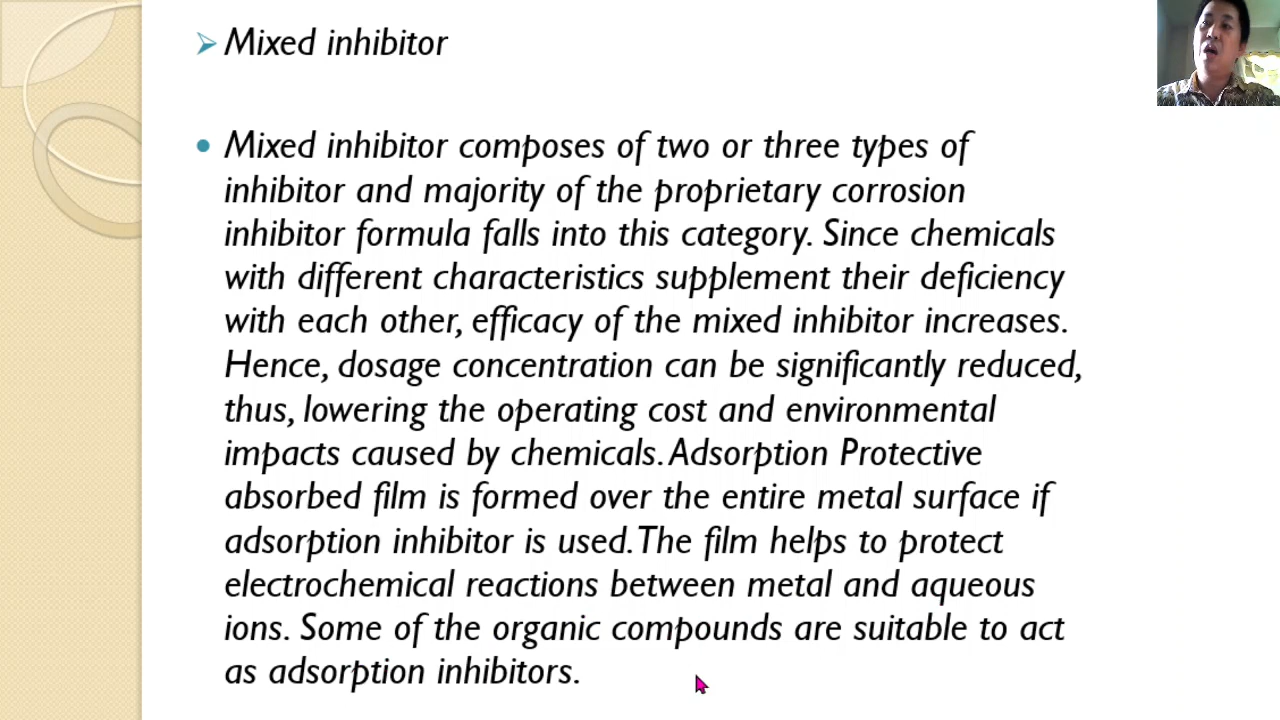 Mixed inhibitor
Mixed inhibitor composes of two or three types of
inhibitor and majority of the proprietary corrosion
inhibitor formula falls into this category. Since chemicals
with different characteristics supplement their deficiency
with each other, efficacy of the mixed inhibitor increases.
Hence, dosage concentration can be significantly reduced,
thus, lowering the operating cost and environmental
impacts caused by chemicals. Adsorption Protective
absorbed film is formed over the entire metal surface if
adsorption inhibitor is used. The film helps to protect
electrochemical reactions between metal and aqueous
ions. Some of the organic compounds are suitable to act
as adsorption inhibitors.